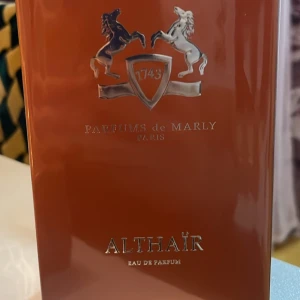 1743
PARFUMS de MARLY
PARIS
ALTHAÏR
EAU DE PARFUM